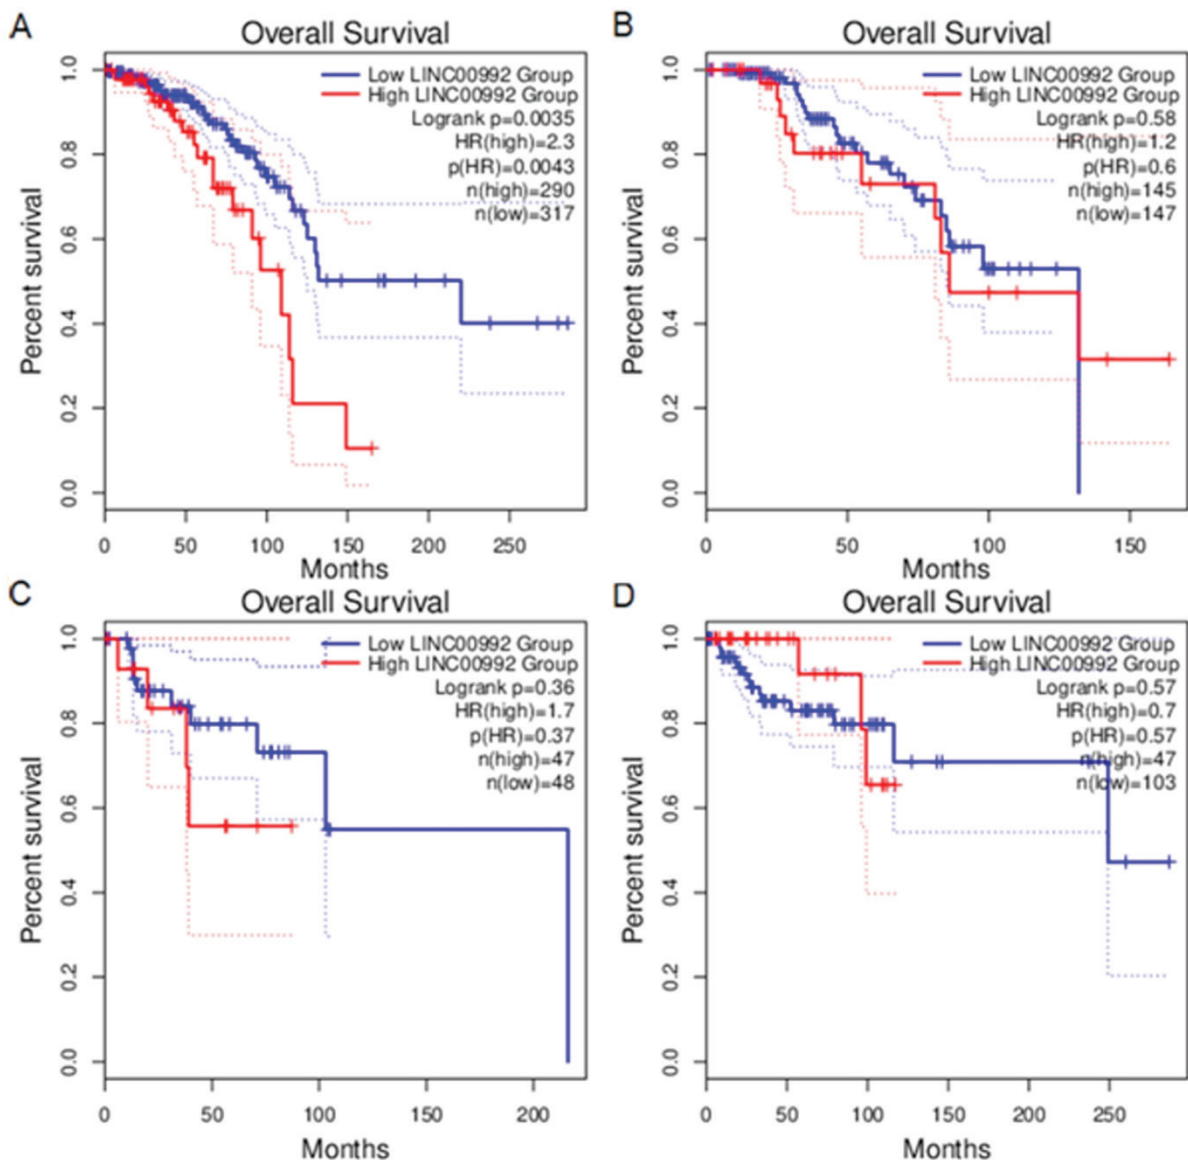 A
Overall Survival
Low LINC00992 Group
High LINC00992 Group
Logrank p=0.0035
HR(high)=2.3
p(HR)=0.0043
n(high)=290
n(low)=317
Percent survival
0.0 0.2 0.4 0.6 0.8 1.0
0 50 100 150 200 250
Months
B
Overall Survival
Low LINC00992 Group
High LINC00992 Group
Logrank p=0.58
HR(high)=1.2
p(HR)=0.6
n(high)=145
n(low)=147
Percent survival
0.0 0.2 0.4 0.6 0.8 1.0
0 50 100 150
Months
C
Overall Survival
Low LINC00992 Group
High LINC00992 Group
Logrank p=0.36
HR(high)=1.7
p(HR)=0.37
n(high)=47
n(low)=48
Percent survival
0.0 0.2 0.4 0.6 0.8 1.0
0 50 100 150 200
Months
D
Overall Survival
Low LINC00992 Group
High LINC00992 Group
Logrank p=0.57
HR(high)=0.7
p(HR)=0.57
n(high)=47
n(low)=103
Percent survival
0.0 0.2 0.4 0.6 0.8 1.0
0 50 100 150 200 250
Months